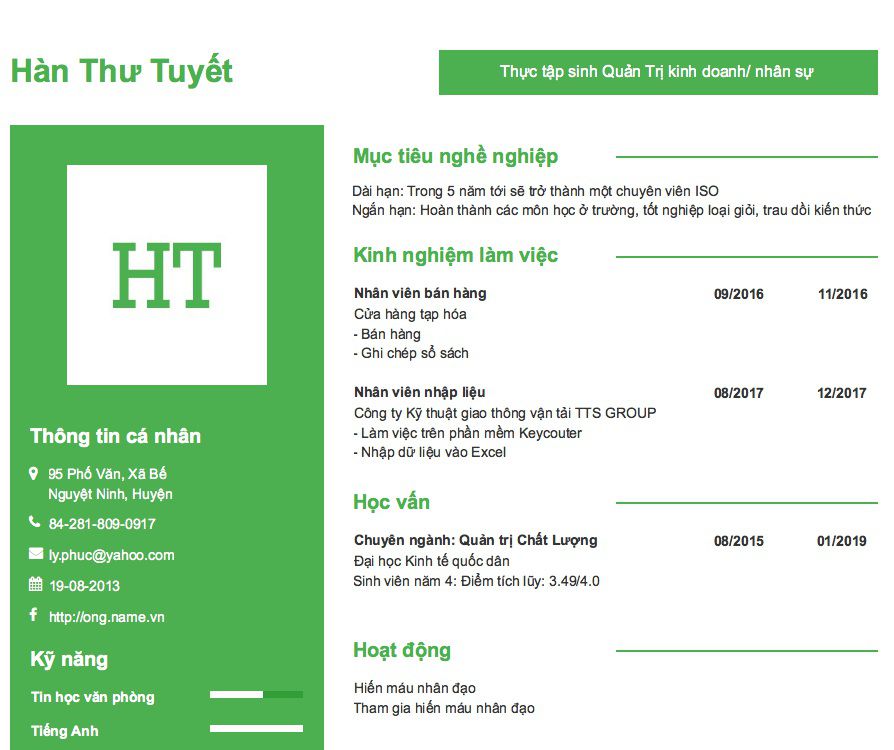 Hàn Thư Tuyết
Thực tập sinh Quản Trị kinh doanh/ nhân sự
HT
Thông tin cá nhân
95 Phố Văn, Xã Bế
Nguyệt Ninh, Huyện
84-281-809-0917
ly.phuc@yahoo.com
19-08-2013
http://ong.name.vn
Kỹ năng
Tin học văn phòng
Tiếng Anh
Mục tiêu nghề nghiệp
Dài hạn: Trong 5 năm tới sẽ trở thành một chuyên viên ISO
Ngắn hạn: Hoàn thành các môn học ở trường, tốt nghiệp loại giỏi, trau dồi kiến thức
Kinh nghiệm làm việc
Nhân viên bán hàng 09/2016 11/2016
Cửa hàng tạp hóa
- Bán hàng
- Ghi chép sổ sách
Nhân viên nhập liệu 08/2017 12/2017
Công ty Kỹ thuật giao thông vận tải TTS GROUP
- Làm việc trên phần mềm Keycouter
- Nhập dữ liệu vào Excel
Học vấn
Chuyên ngành: Quản trị Chất Lượng 08/2015 01/2019
Đại học Kinh tế quốc dân
Sinh viên năm 4: Điểm tích lũy: 3.49/4.0
Hoạt động
Hiến máu nhân đạo
Tham gia hiến máu nhân đạo